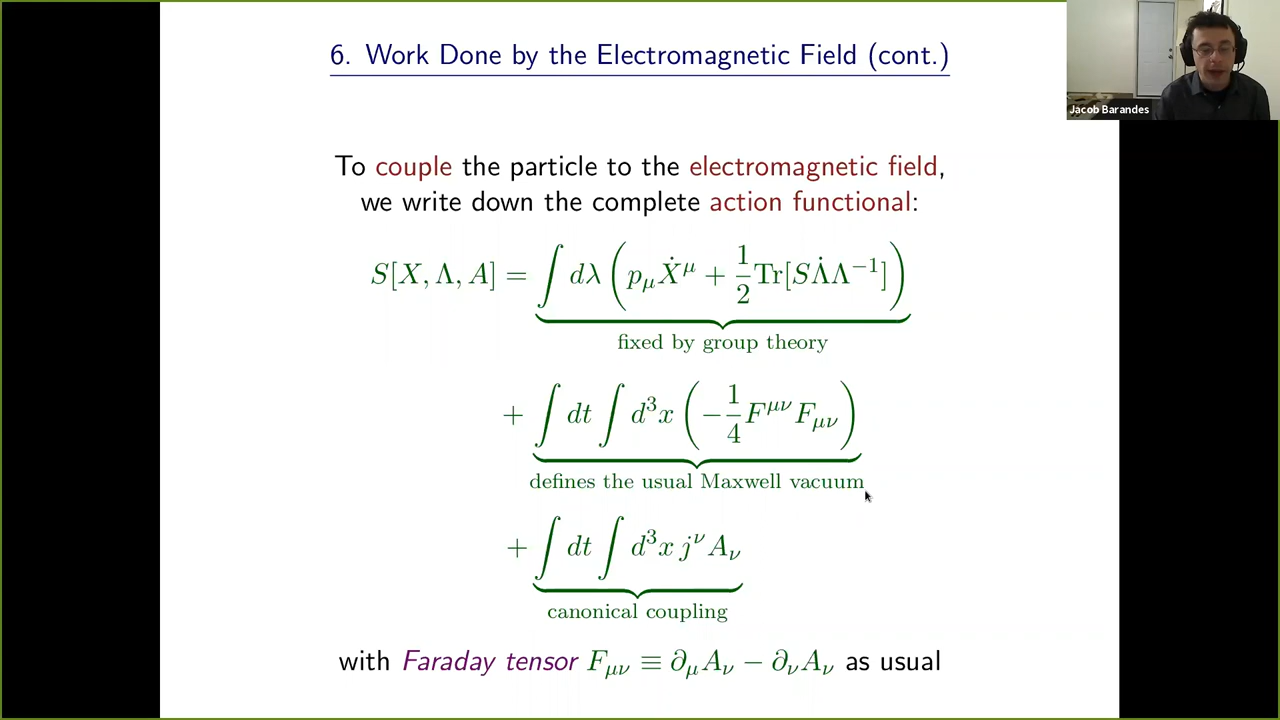 6. Work Done by the Electromagnetic Field (cont.)
Jacob Barandes
To couple the particle to the electromagnetic field,
we write down the complete action functional:
S[X, Λ, A] = ∫ dλ ( p_μ Ẋ^μ + 1/2 Tr[S Λ̇ Λ^{−1}] )
fixed by group theory
+ ∫ dt ∫ d³x ( −1/4 F^{μν} F_{μν} )
defines the usual Maxwell vacuum
+ ∫ dt ∫ d³x j^ν A_ν
canonical coupling
with Faraday tensor F_{μν} ≡ ∂_μ A_ν − ∂_ν A_ν as usual